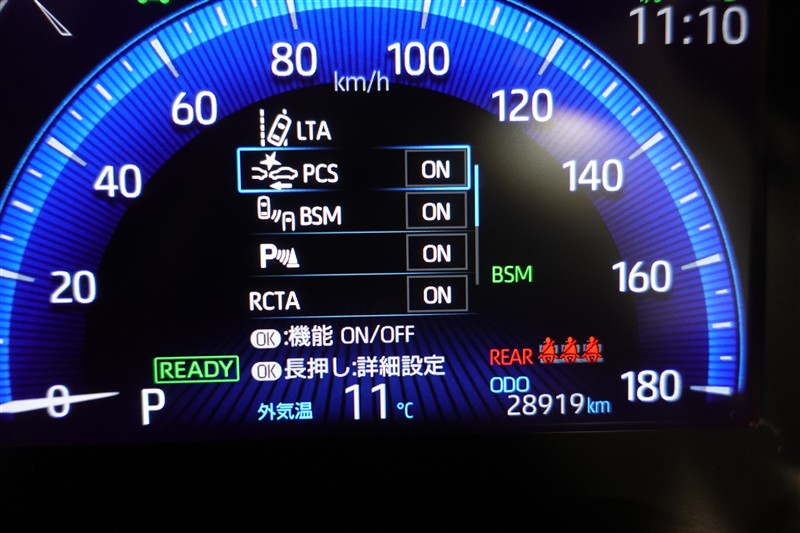 11:10
80
100
km/h
60
120
LTA
40
PCS ON
140
BSM ON
P ON
20
BSM
160
RCTA ON
OK:機能 ON/OFF
READY
OK長押し:詳細設定
REAR
0
P
ODO
180
外気温 11℃
28919km